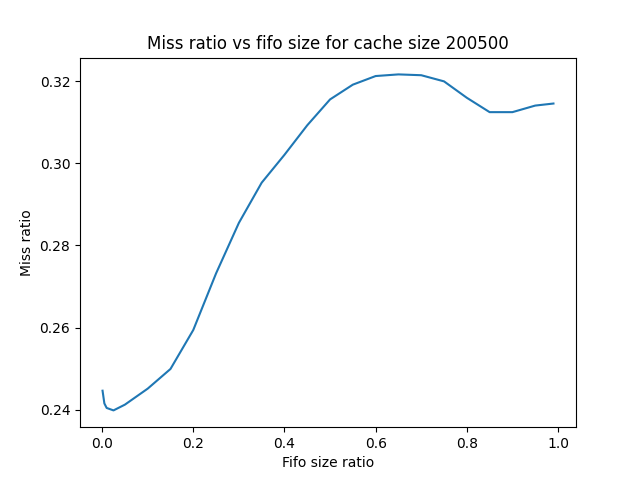 Miss ratio vs fifo size for cache size 200500
0.32
0.30
0.28
0.26
0.24
Miss ratio
0.0 0.2 0.4 0.6 0.8 1.0
Fifo size ratio